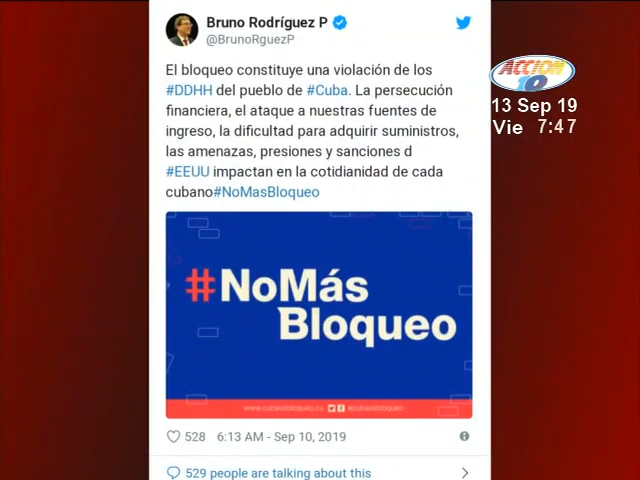 Bruno Rodríguez P
@BrunoRguezP
El bloqueo constituye una violación de los
#DDHH del pueblo de #Cuba. La persecución
financiera, el ataque a nuestras fuentes de
ingreso, la dificultad para adquirir suministros,
las amenazas, presiones y sanciones d
#EEUU impactan en la cotidianidad de cada
cubano#NoMasBloqueo
#NoMás
Bloqueo
www.cubavsbloqueo.cu
@cubavsbloqueo
528 6:13 AM - Sep 10, 2019
529 people are talking about this
ACCION
10
13 Sep 19
Vie 7:47